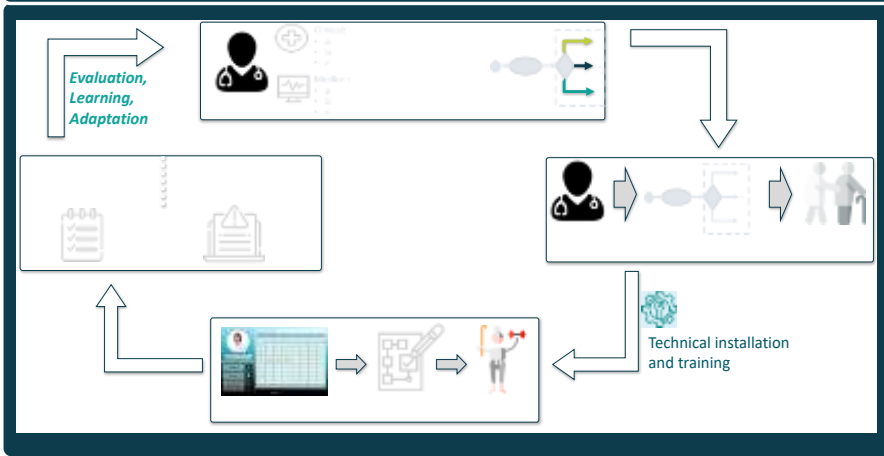 Evaluation,
Learning,
Adaptation
Technical installation
and training